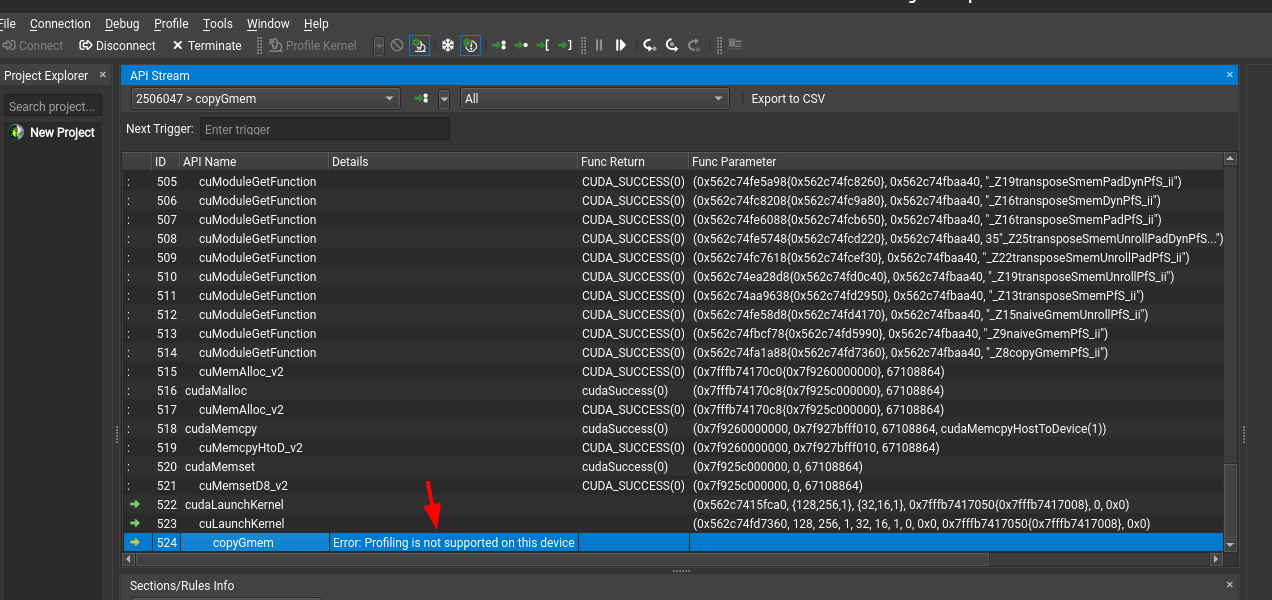 File Connection Debug Profile Tools Window Help
Connect Disconnect Terminate Profile Kernel
Project Explorer × API Stream ×
Search project... 2506047 > copyGmem All Export to CSV
New Project Next Trigger: Enter trigger
ID API Name Details Func Return Func Parameter
: 505 cuModuleGetFunction CUDA_SUCCESS(0) (0x562c74fe5a98{0x562c74fc8260}, 0x562c74fbaa40, "_Z19transposeSmemPadDynPfS_ii")
: 506 cuModuleGetFunction CUDA_SUCCESS(0) (0x562c74fc8208{0x562c74fc9a80}, 0x562c74fbaa40, "_Z16transposeSmemDynPfS_ii")
: 507 cuModuleGetFunction CUDA_SUCCESS(0) (0x562c74fe6088{0x562c74fcb650}, 0x562c74fbaa40, "_Z16transposeSmemPadPfS_ii")
: 508 cuModuleGetFunction CUDA_SUCCESS(0) (0x562c74fe5748{0x562c74fcd220}, 0x562c74fbaa40, 35"_Z25transposeSmemUnrollPadDynPfS...")
: 509 cuModuleGetFunction CUDA_SUCCESS(0) (0x562c74fc7618{0x562c74fcef30}, 0x562c74fbaa40, "_Z22transposeSmemUnrollPadPfS_ii")
: 510 cuModuleGetFunction CUDA_SUCCESS(0) (0x562c74ea28d8{0x562c74fd0c40}, 0x562c74fbaa40, "_Z19transposeSmemUnrollPfS_ii")
: 511 cuModuleGetFunction CUDA_SUCCESS(0) (0x562c74aa9638{0x562c74fd2950}, 0x562c74fbaa40, "_Z13transposeSmemPfS_ii")
: 512 cuModuleGetFunction CUDA_SUCCESS(0) (0x562c74fe58d8{0x562c74fd4170}, 0x562c74fbaa40, "_Z15naiveGmemUnrollPfS_ii")
: 513 cuModuleGetFunction CUDA_SUCCESS(0) (0x562c74fbcf78{0x562c74fd5990}, 0x562c74fbaa40, "_Z9naiveGmemPfS_ii")
: 514 cuModuleGetFunction CUDA_SUCCESS(0) (0x562c74fa1a88{0x562c74fd7360}, 0x562c74fbaa40, "_Z8copyGmemPfS_ii")
: 515 cuMemAlloc_v2 CUDA_SUCCESS(0) (0x7fffb74170c0{0x7f9260000000}, 67108864)
: 516 cudaMalloc cudaSuccess(0) (0x7fffb74170c8{0x7f925c000000}, 67108864)
: 517 cuMemAlloc_v2 CUDA_SUCCESS(0) (0x7fffb74170c8{0x7f925c000000}, 67108864)
: 518 cudaMemcpy cudaSuccess(0) (0x7f9260000000, 0x7f927bfff010, 67108864, cudaMemcpyHostToDevice(1))
: 519 cuMemcpyHtoD_v2 CUDA_SUCCESS(0) (0x7f9260000000, 0x7f927bfff010, 67108864)
: 520 cudaMemset cudaSuccess(0) (0x7f925c000000, 0, 67108864)
: 521 cuMemsetD8_v2 CUDA_SUCCESS(0) (0x7f925c000000, 0, 67108864)
522 cudaLaunchKernel (0x562c7415fca0, {128,256,1}, {32,16,1}, 0x7fffb7417050{0x7fffb7417008}, 0, 0x0)
523 cuLaunchKernel (0x562c74fd7360, 128, 256, 1, 32, 16, 1, 0, 0x0, 0x7fffb7417050{0x7fffb7417008}, 0x0)
524 copyGmem Error: Profiling is not supported on this device
Sections/Rules Info ×